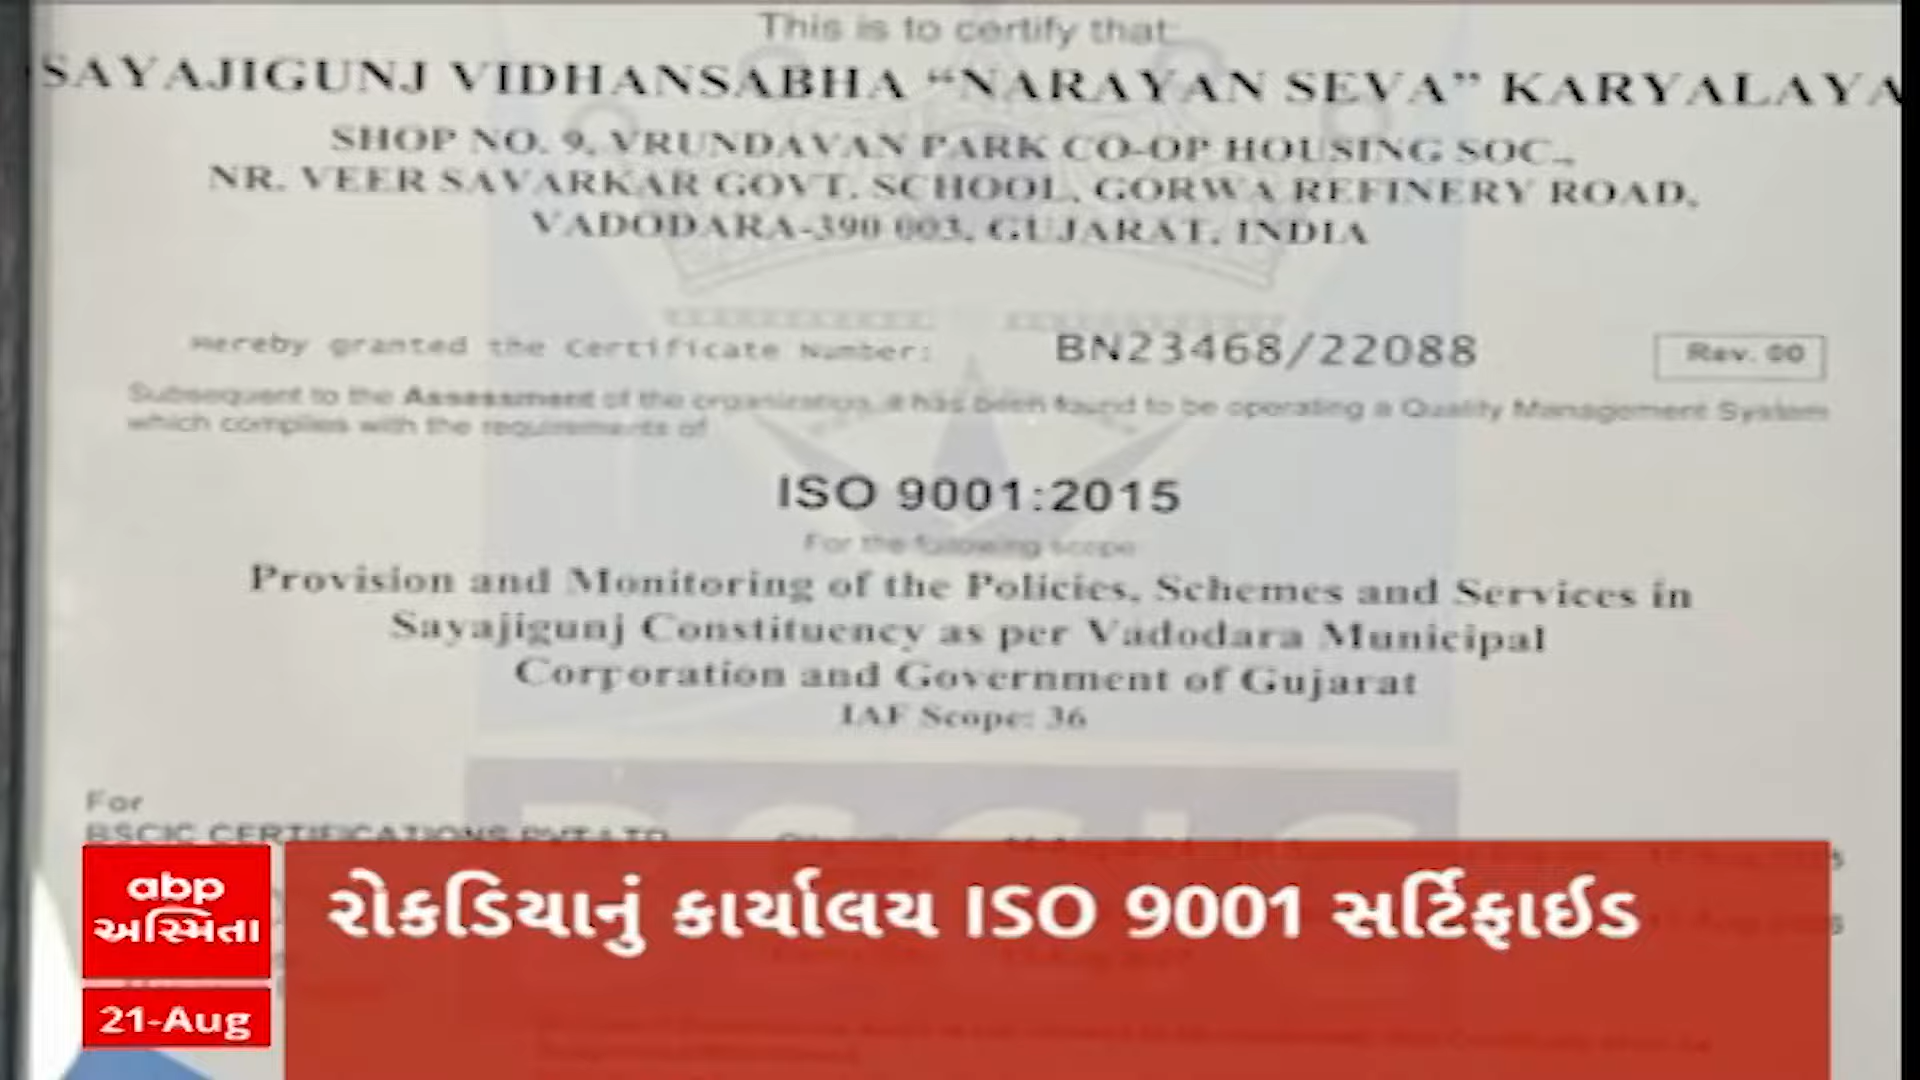 This is to certify that:
SAYAJIGUNJ VIDHANSABHA “NARAYAN SEVA” KARYALAYA
SHOP NO. 9, VRUNDAVAN PARK CO-OP HOUSING SOC.,
NR. VEER SAVARKAR GOVT. SCHOOL, GORWA REFINERY ROAD,
VADODARA-390 003, GUJARAT, INDIA
Hereby granted the Certificate Number: BN23468/22088 Rev. 00
Subsequent to the Assessment of the organization, it has been found to be operating a Quality Management System
which complies with the requirements of
ISO 9001:2015
For the following scope
Provision and Monitoring of the Policies, Schemes and Services in
Sayajigunj Constituency as per Vadodara Municipal
Corporation and Government of Gujarat
IAF Scope: 36
For
BSCIC CERTIFICATIONS PVT LTD
abp
અસ્મિતા
રોકડિયાનું કાર્યાલય ISO 9001 સર્ટિફાઇડ
21-Aug